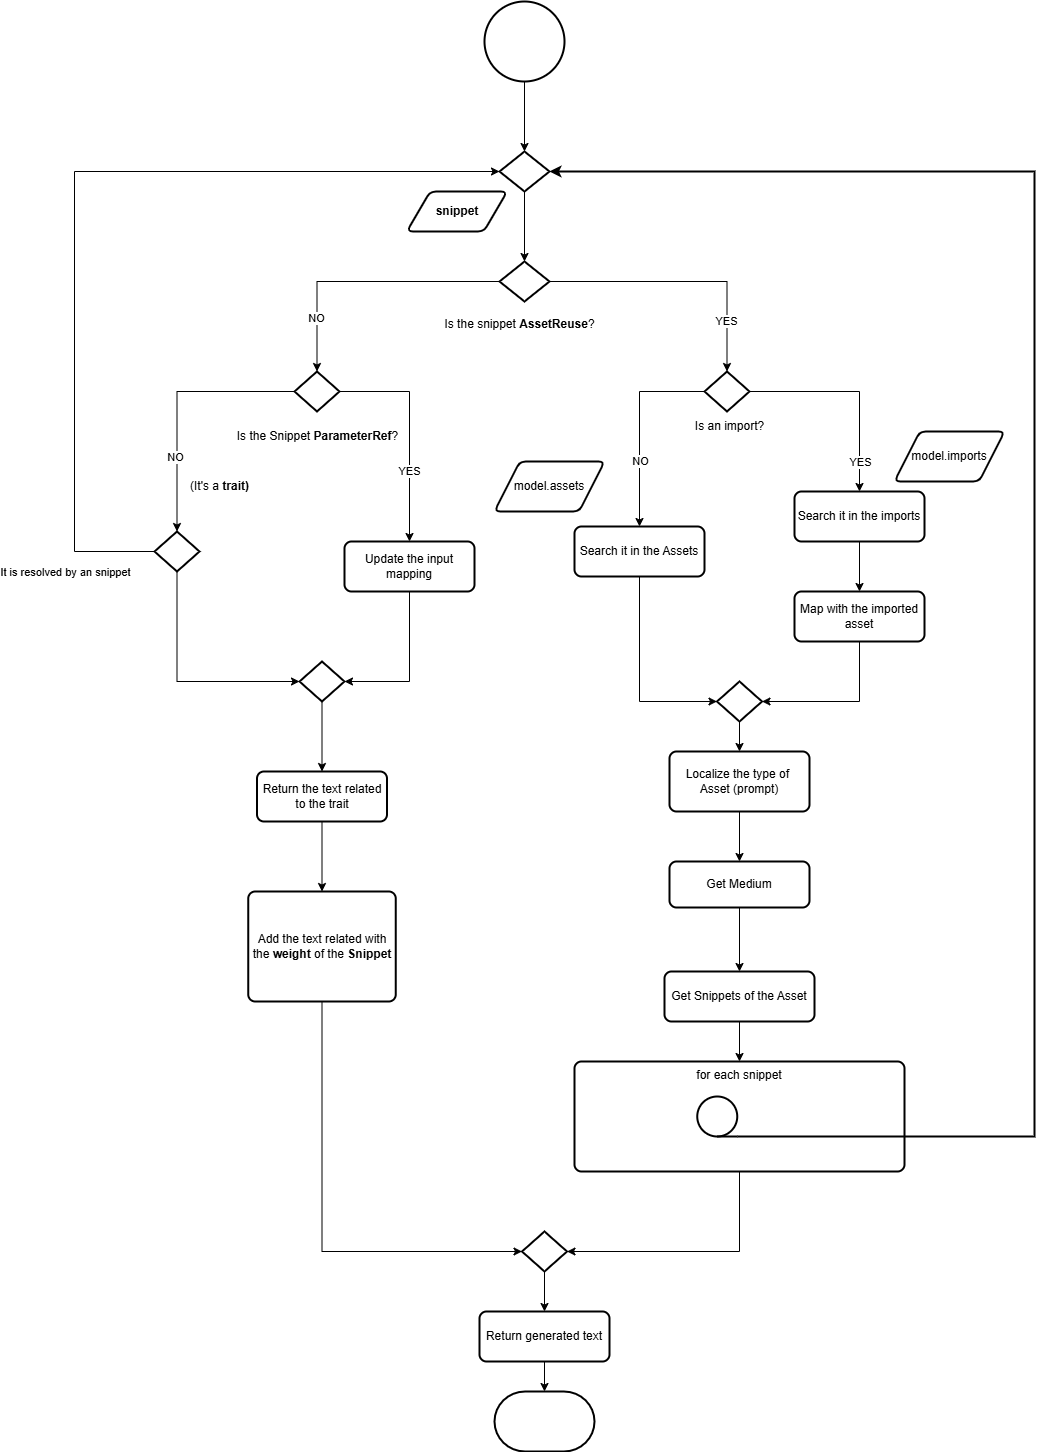 snippet
Is the snippet AssetReuse?
NO
YES
Is the Snippet ParameterRef?
Is an import?
NO
(It's a trait)
YES
NO
model.assets
YES
model.imports
Search it in the imports
Search it in the Assets
Update the input
mapping
It is resolved by an snippet
Map with the imported
asset
Return the text related
to the trait
Localize the type of
Asset (prompt)
Get Medium
Add the text related with
the weight of the Snippet
Get Snippets of the Asset
for each snippet
Return generated text